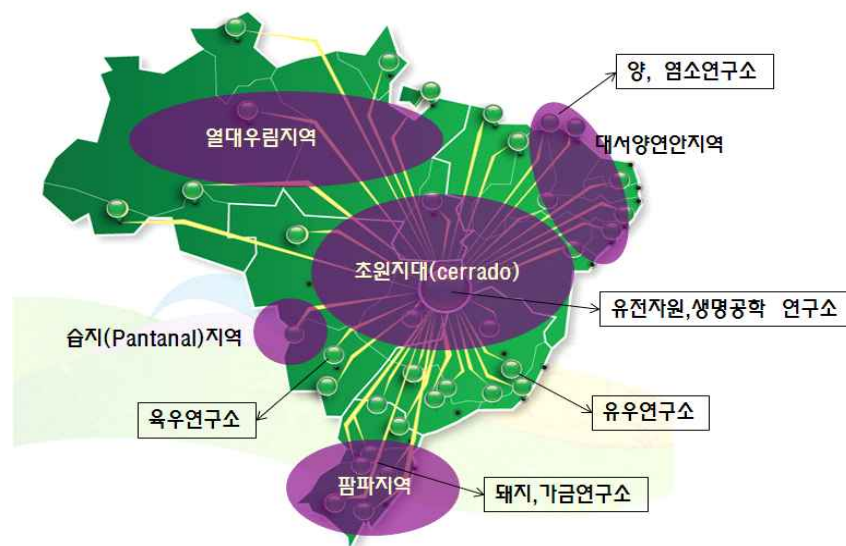 양, 염소연구소
열대우림지역
대서양연안지역
초원지대(cerrado)
유전자원,생명공학 연구소
습지(Pantanal)지역
육우연구소
유우연구소
팜파지역
돼지,가금연구소